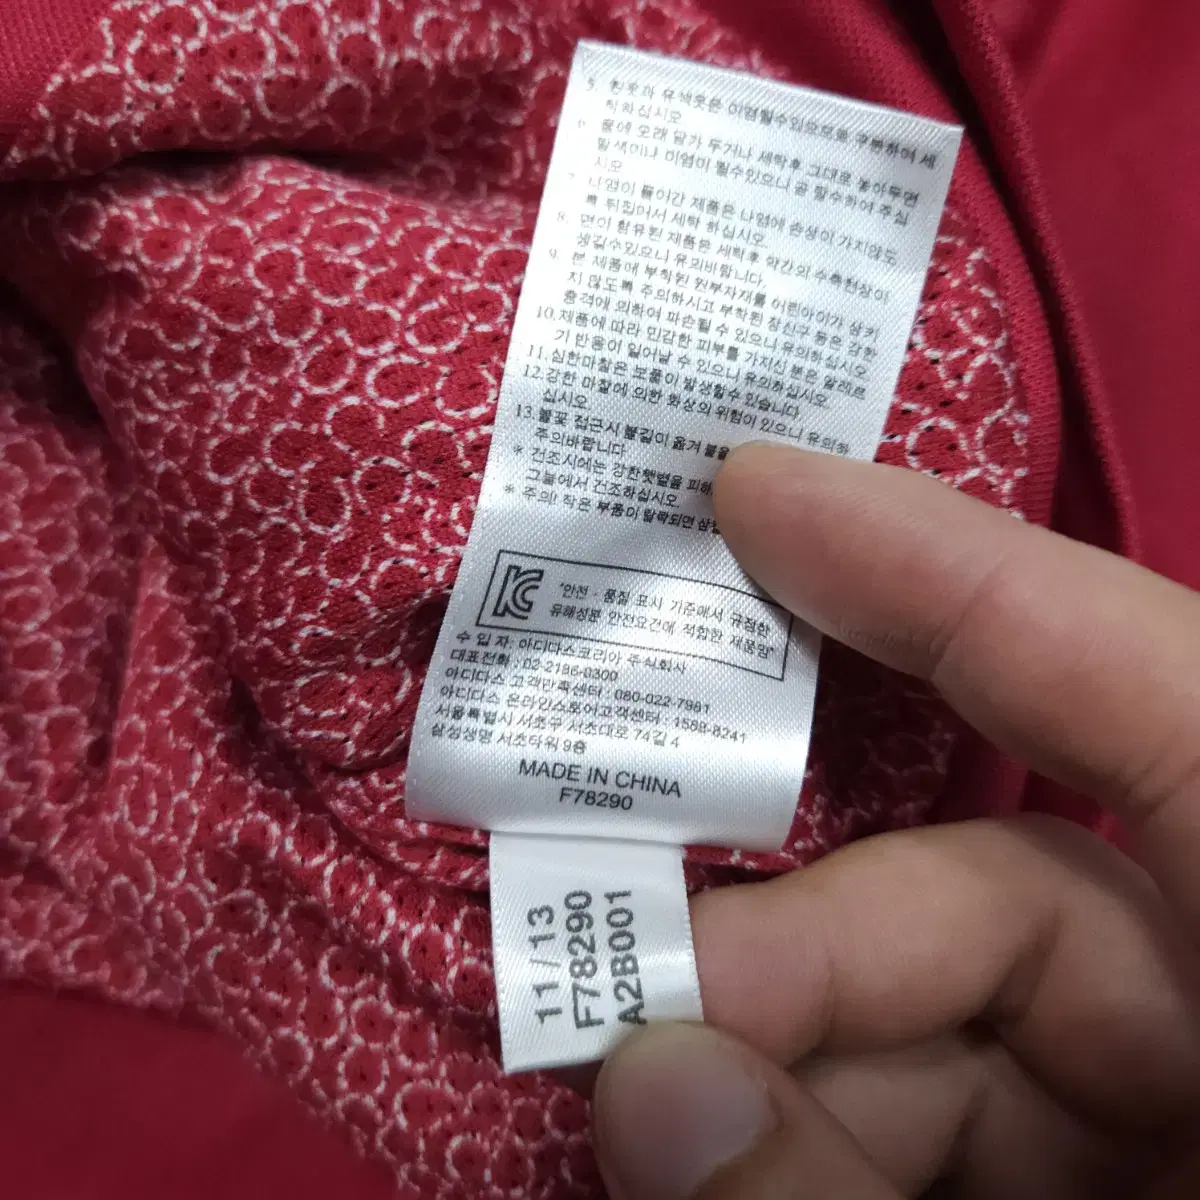 5. 흰옷과 유색옷은 이염될수있으므로 구분하여 세
탁하십시오
6. 물에 오래 담가 두거나 세탁후 그대로 놓아두면
탈색이나 이염이 될수있으니 곧 탈수하여 주십
시오
7. 나염이 들어간 제품은 나염에 손상이 가지않도
록 뒤집어서 세탁 하십시오.
8. 면이 함유된 제품은 세탁후 약간의 수축현상이
생길수있으니 유의바랍니다.
9. 본 제품에 부착된 원부자재를 어린아이가 삼키
지 않도록 주의하시고 부착된 장신구 등은 강한
충격에 의하여 파손될 수 있으니 유의하십시오
10.제품에 따라 민감한 피부를 가지신 분은 알레르
기 반응이 일어날 수 있으니 유의하십시오.
11.심한마찰은 보풀이 발생할수 있습니다.
12.강한 마찰에 의한 화상의 위험이 있으니 유의하
십시오
13.불꽃 접근시 불길이 옮겨 붙을
주의바랍니다
* 건조시에는 강한햇볕을 피해
그늘에서 건조하십시오.
* 주의! 작은 부품이 탈락되면 삼
KC "안전·품질 표시 기준에서 규정한
유해성분 안전요건에 적합한 제품임"
수 입 자: 아디다스코리아 주식회사
대표전화 : 02-2186-0300
아디다스 고객만족센터 : 080-022-7981
아디다스 온라인스토어고객센터 : 1588-8241
서울특별시 서초구 서초대로 74길 4
삼성생명 서초타워 9층
MADE IN CHINA
F78290
11/13
F78290
A2B001